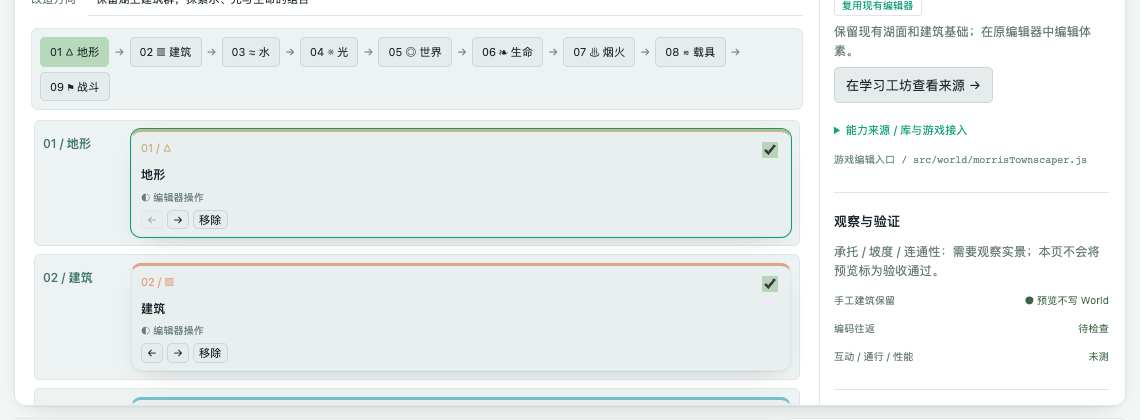 01 △ 地形 → 02 ▥ 建筑 → 03 ≈ 水 → 04 ☼ 光 → 05 ◎ 世界 → 06 ❧ 生命 → 07 ♨ 烟火 → 08 ≋ 载具 →
09 ⚑ 战斗
01 / 地形
01 / △
地形
◐ 编辑器操作
← → 移除
02 / 建筑
02 / ▥
建筑
◐ 编辑器操作
← → 移除
复用现有编辑器
保留现有湖面和建筑基础；在原编辑器中编辑体
素。
在学习工坊查看来源 →
▶ 能力来源 / 库与游戏接入
游戏编辑入口 / src/world/morrisTownscaper.js
观察与验证
承托 / 坡度 / 连通性：需要观察实景；本页不会将
预览标为验收通过。
手工建筑保留 ● 预览不写 World
编码往返 待检查
互动 / 通行 / 性能 未测